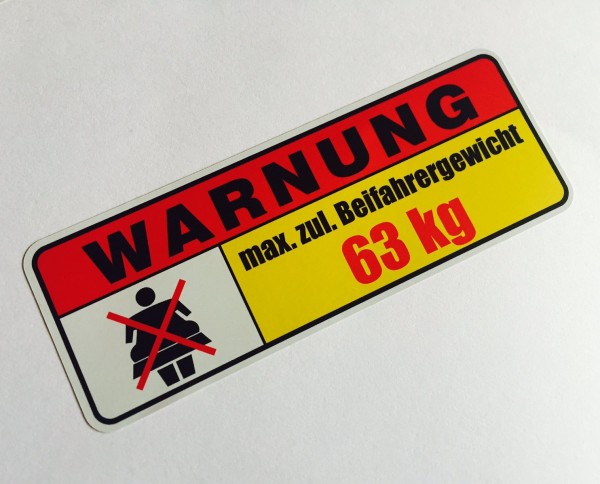 WARNUNG
max. zul. Beifahrergewicht
63 kg